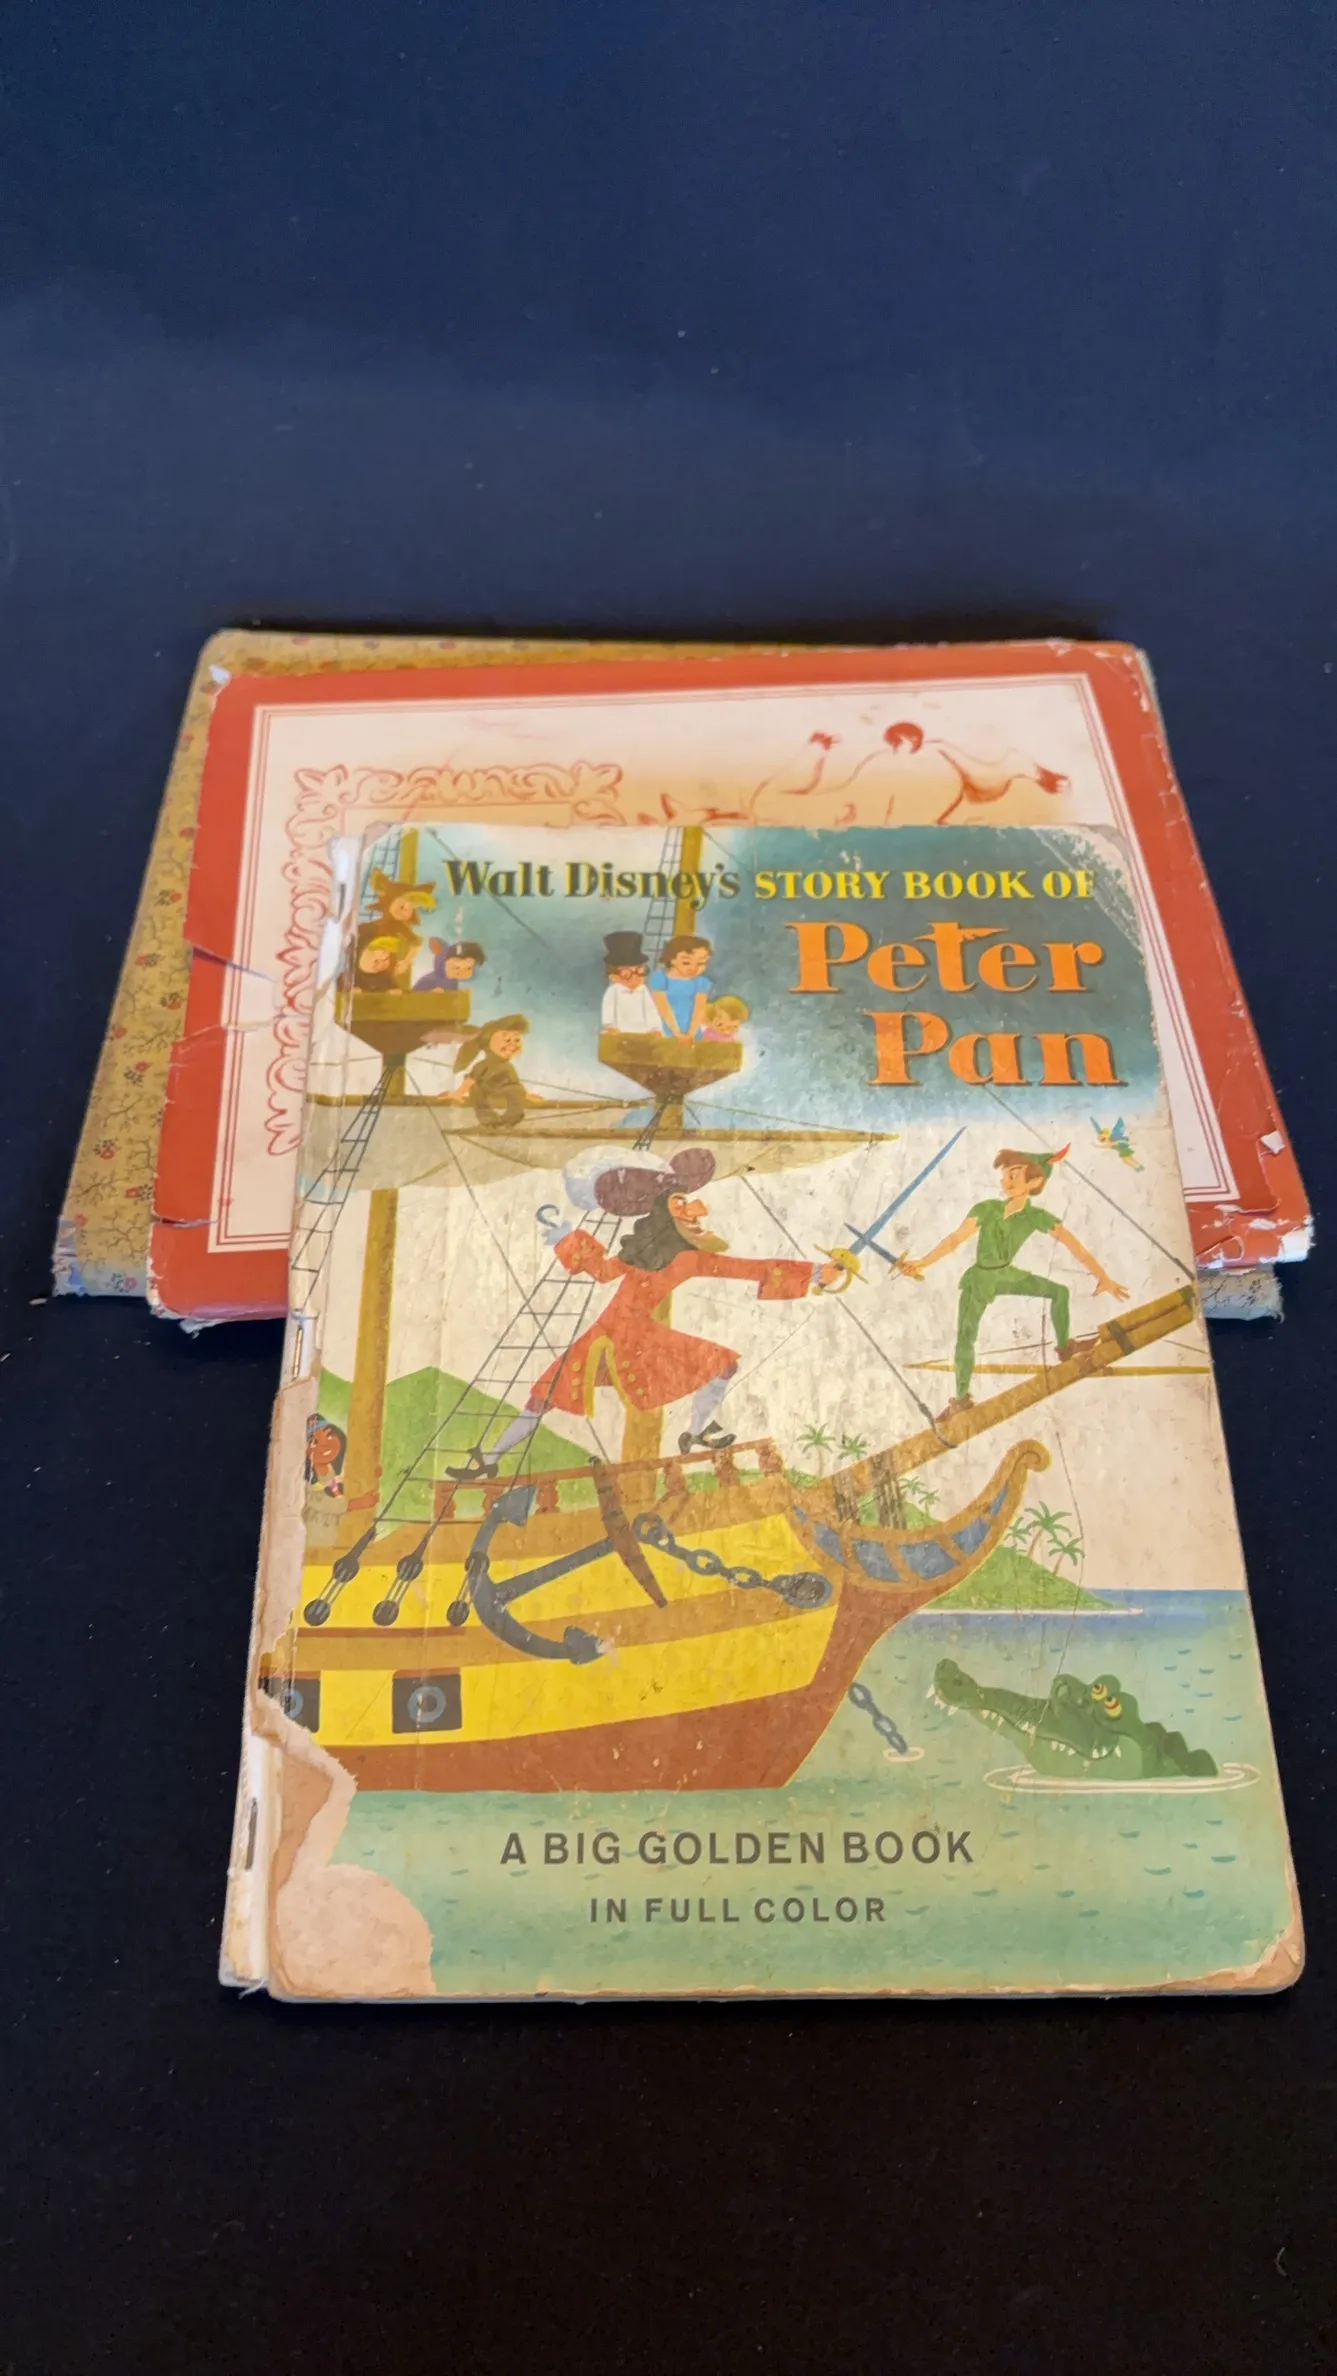 Walt Disney's STORY BOOK OF
Peter
Pan
A BIG GOLDEN BOOK
IN FULL COLOR